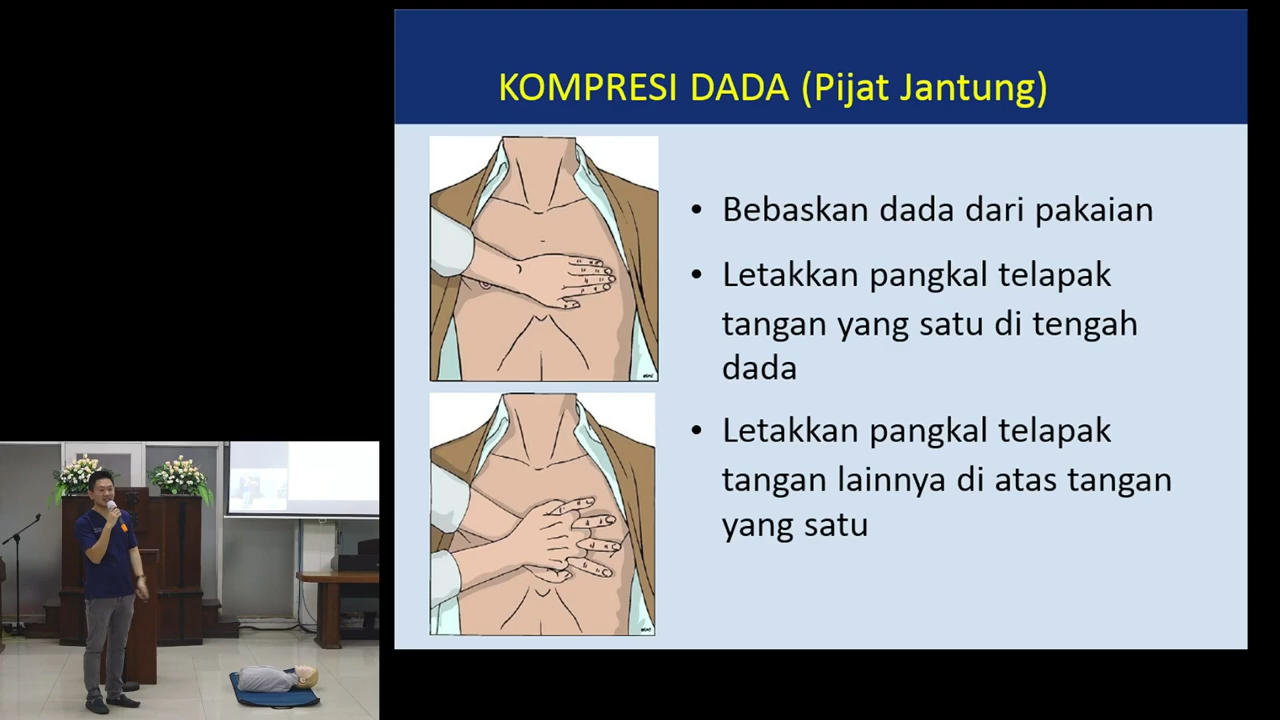 KOMPRESI DADA (Pijat Jantung)
• Bebaskan dada dari pakaian
• Letakkan pangkal telapak
tangan yang satu di tengah
dada
• Letakkan pangkal telapak
tangan lainnya di atas tangan
yang satu